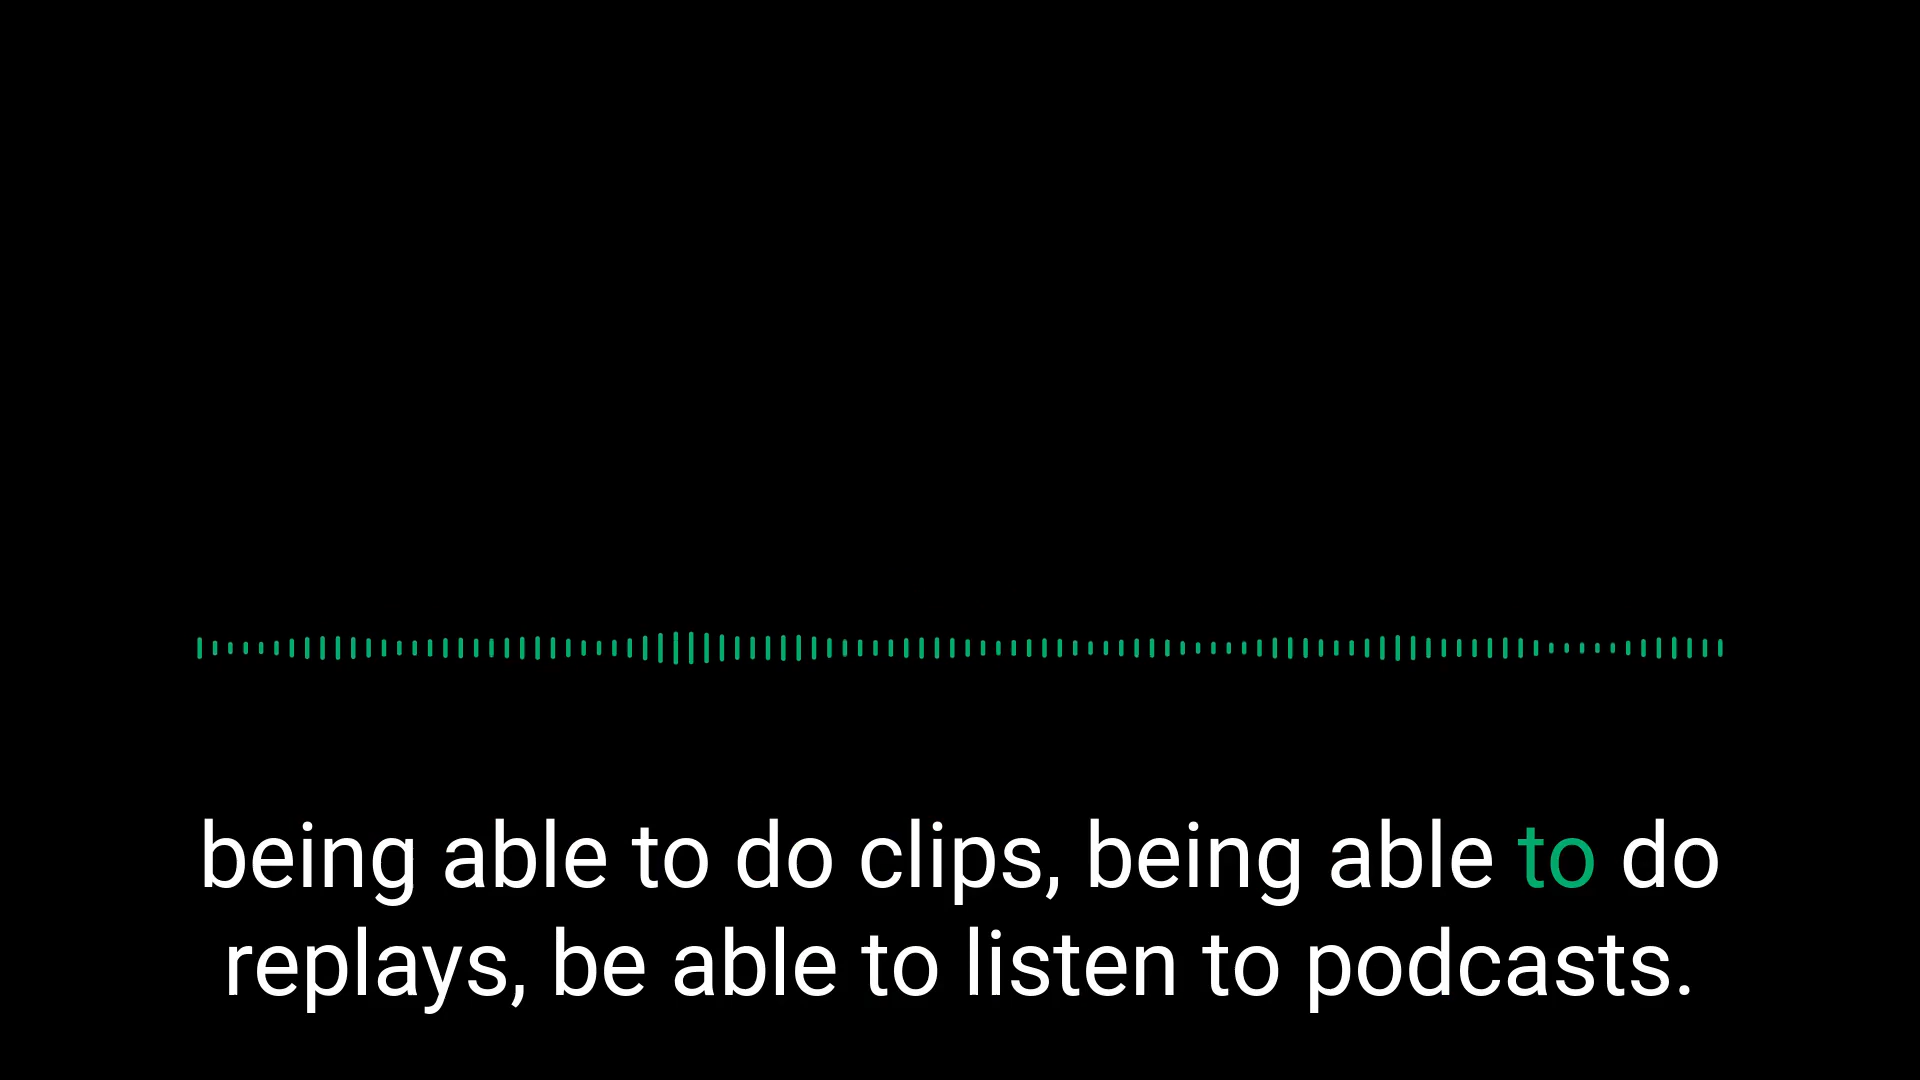 being able to do clips, being able to do
replays, be able to listen to podcasts.